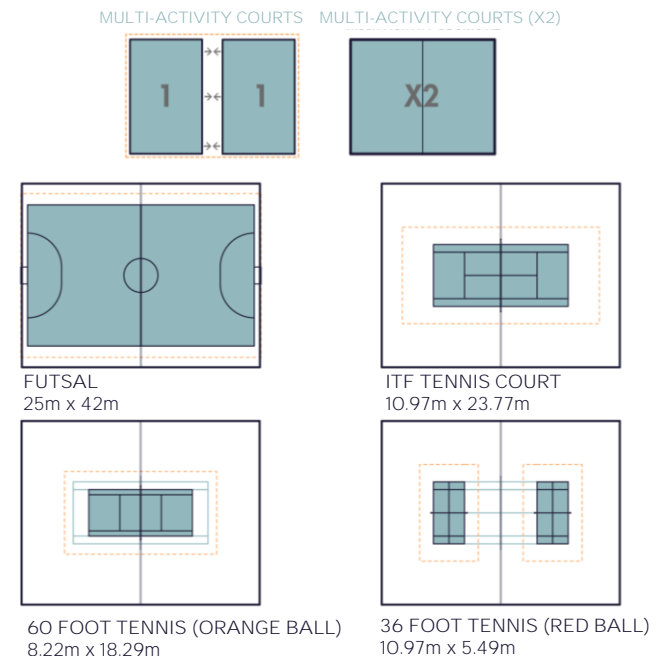 MULTI-ACTIVITY COURTS
MULTI-ACTIVITY COURTS (X2)
1
1
X2
FUTSAL
25m x 42m
ITF TENNIS COURT
10.97m x 23.77m
60 FOOT TENNIS (ORANGE BALL)
8.22m x 18.29m
36 FOOT TENNIS (RED BALL)
10.97m x 5.49m